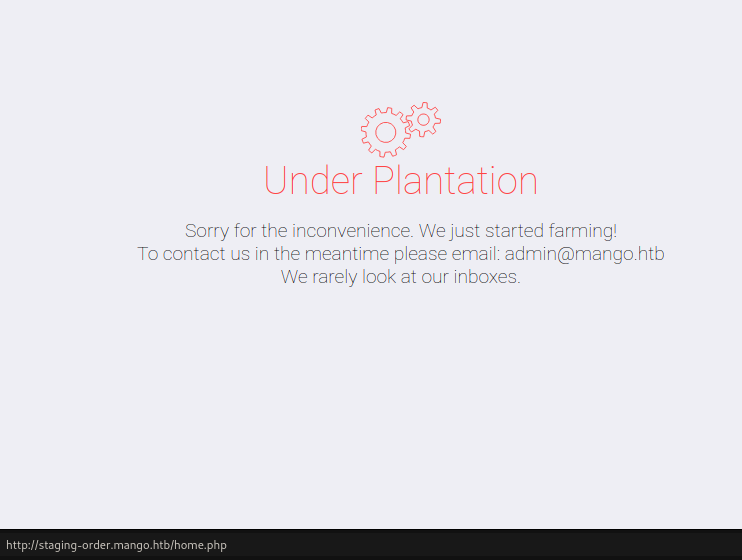 Under Plantation
Sorry for the inconvenience. We just started farming!
To contact us in the meantime please email: admin@mango.htb
We rarely look at our inboxes.
http://staging-order.mango.htb/home.php